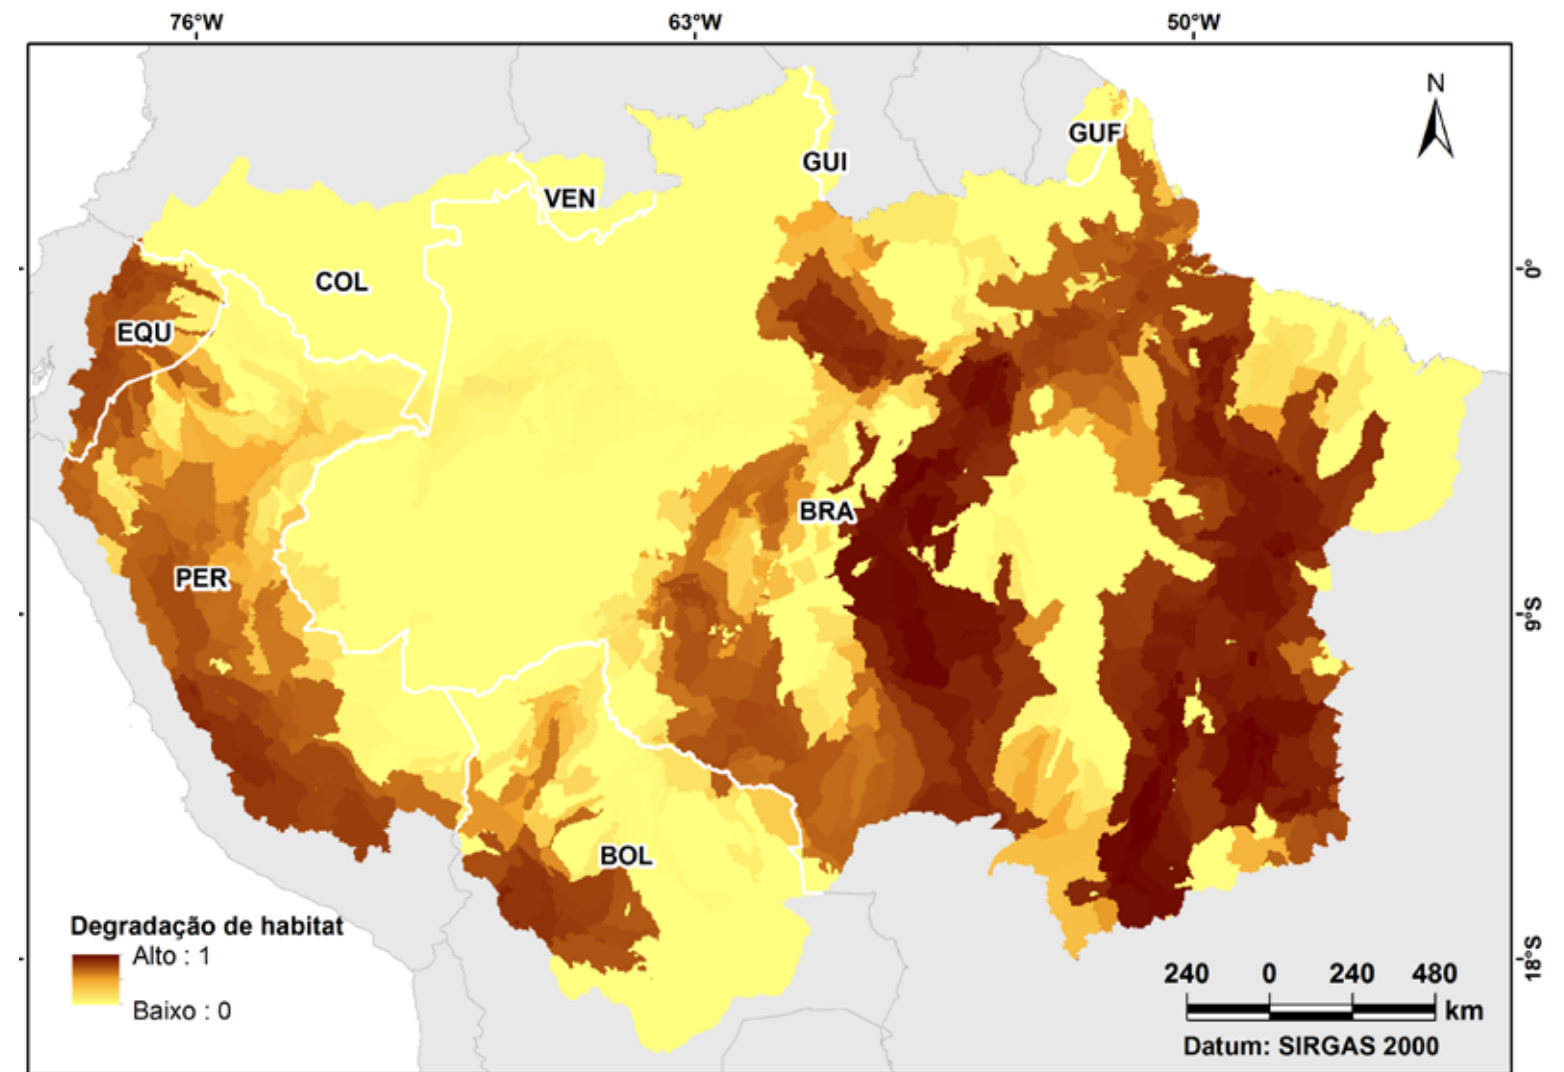 76°W
63°W
50°W
N
GUF
GUI
VEN
COL
0°
EQU
BRA
PER
9°S
BOL
Degradação de habitat
Alto : 1
Baixo : 0
18°S
240 0 240 480
km
Datum: SIRGAS 2000